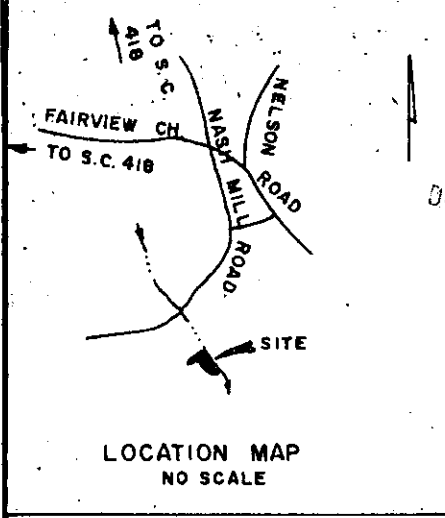 TO S.C.
418
FAIRVIEW CH.
TO S.C. 418
NASH MILL ROAD
NELSON
ROAD
SITE
LOCATION MAP
NO SCALE